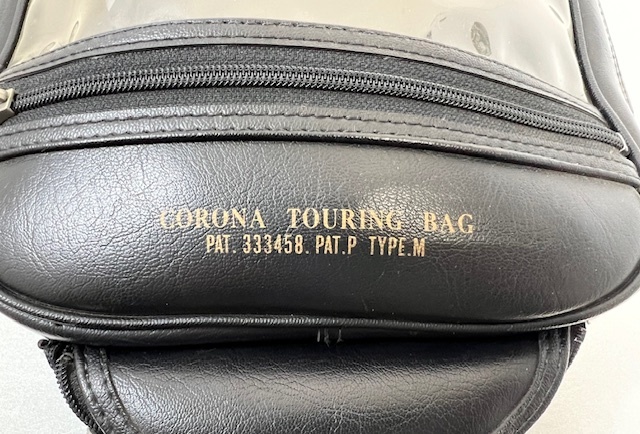 CORONA TOURING BAG
PAT. 333458. PAT.P TYPE.M